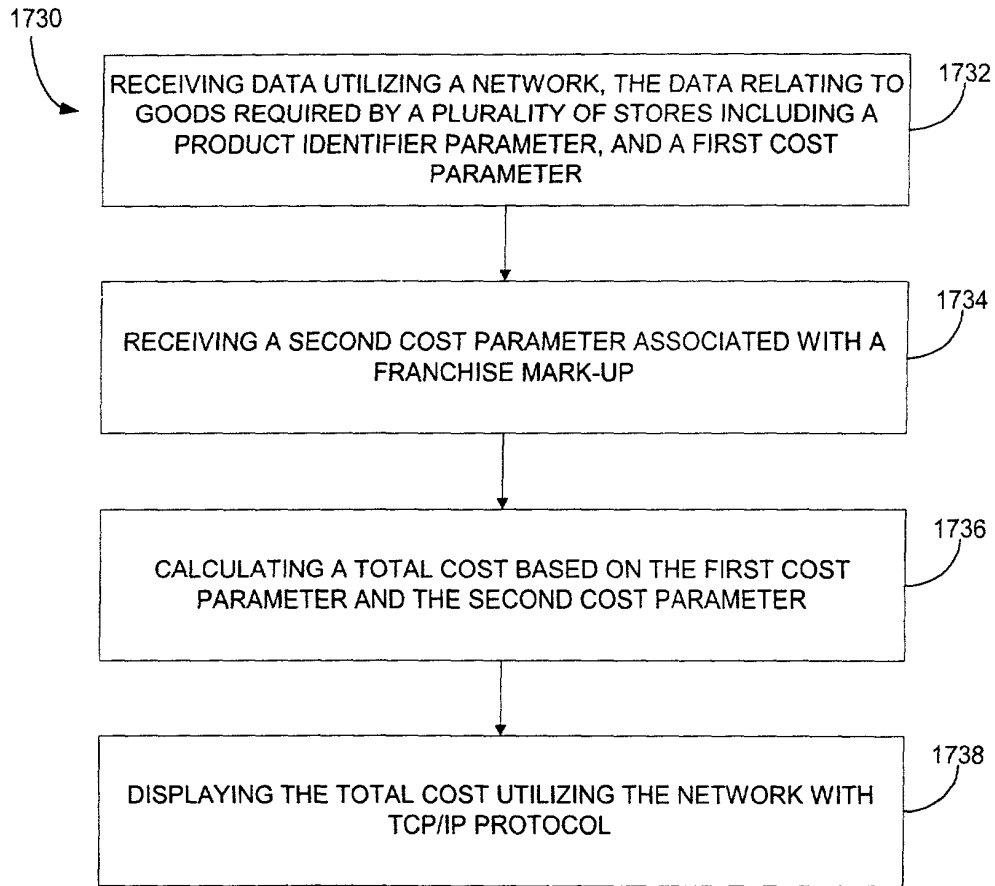 1730
1732
RECEIVING DATA UTILIZING A NETWORK, THE DATA RELATING TO
GOODS REQUIRED BY A PLURALITY OF STORES INCLUDING A
PRODUCT IDENTIFIER PARAMETER, AND A FIRST COST
PARAMETER
1734
RECEIVING A SECOND COST PARAMETER ASSOCIATED WITH A
FRANCHISE MARK-UP
1736
CALCULATING A TOTAL COST BASED ON THE FIRST COST
PARAMETER AND THE SECOND COST PARAMETER
1738
DISPLAYING THE TOTAL COST UTILIZING THE NETWORK WITH
TCP/IP PROTOCOL